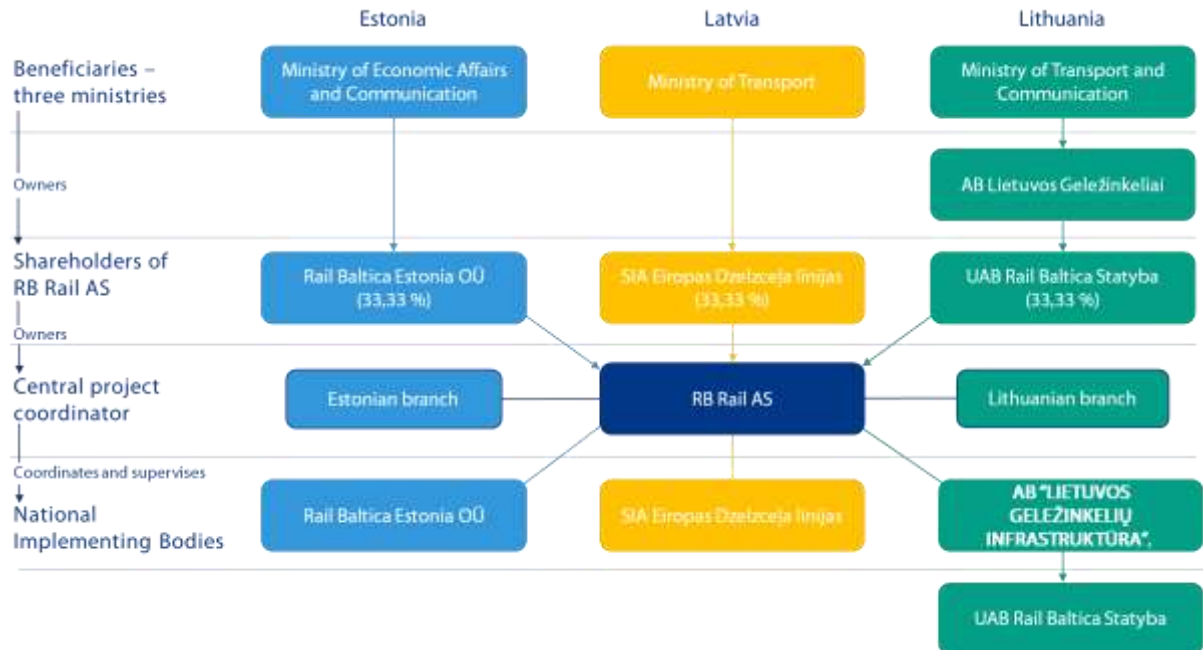 Estonia
Latvia
Lithuania
Beneficiaries –
three ministries
Ministry of Economic Affairs
and Communication
Ministry of Transport
Ministry of Transport and
Communication
Owners
AB Lietuvos Geležinkeliai
Shareholders of
RB Rail AS
Rail Baltica Estonia OÜ
(33,33 %)
SIA Eiropas Dzelzceļa līnijas
(33,33 %)
UAB Rail Baltica Statyba
(33,33 %)
Owners
Central project
coordinator
Estonian branch
RB Rail AS
Lithuanian branch
Coordinates and supervises
National
Implementing Bodies
Rail Baltica Estonia OÜ
SIA Eiropas Dzelzceļa līnijas
AB "LIETUVOS
GELEŽINKELIŲ
INFRASTRUKTŪRA".
UAB Rail Baltica Statyba